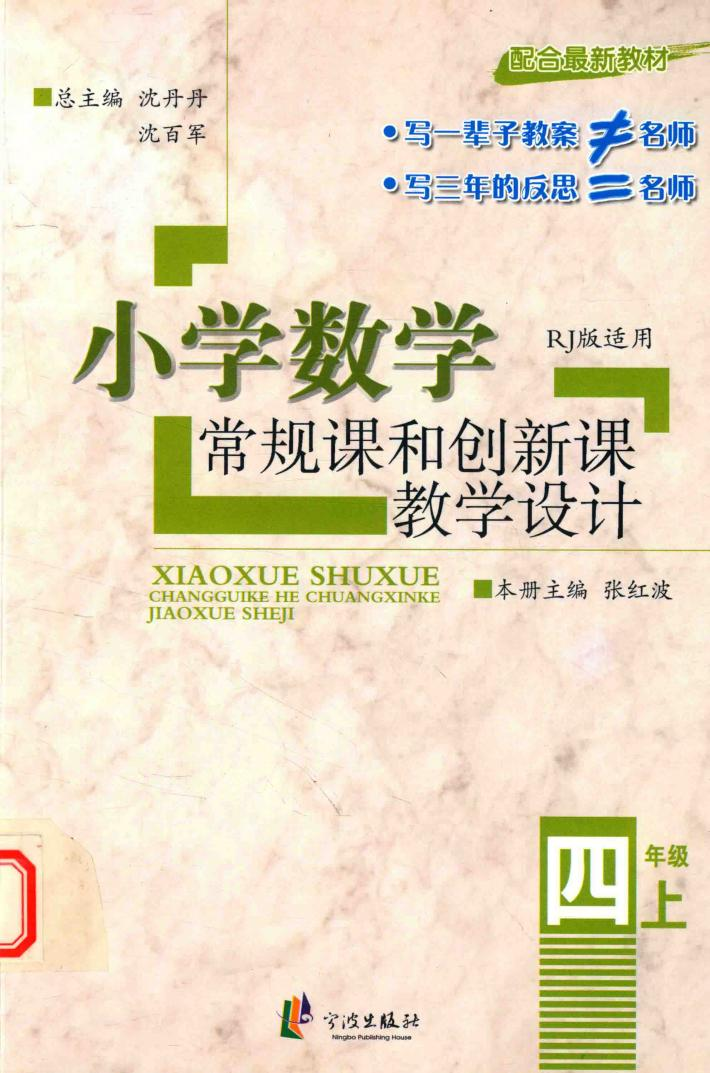 配合最新教材
总主编 沈丹丹
沈百军
•写一辈子教案≠名师
•写三年的反思=名师
小学数学
RJ版适用
常规课和创新课
教学设计
XIAOXUE SHUXUE
CHANGGUIKE HE CHUANGXINKE
JIAOXUE SHEJI
本册主编 张红波
四年级
上
宁波出版社
Ningbo Publishing House